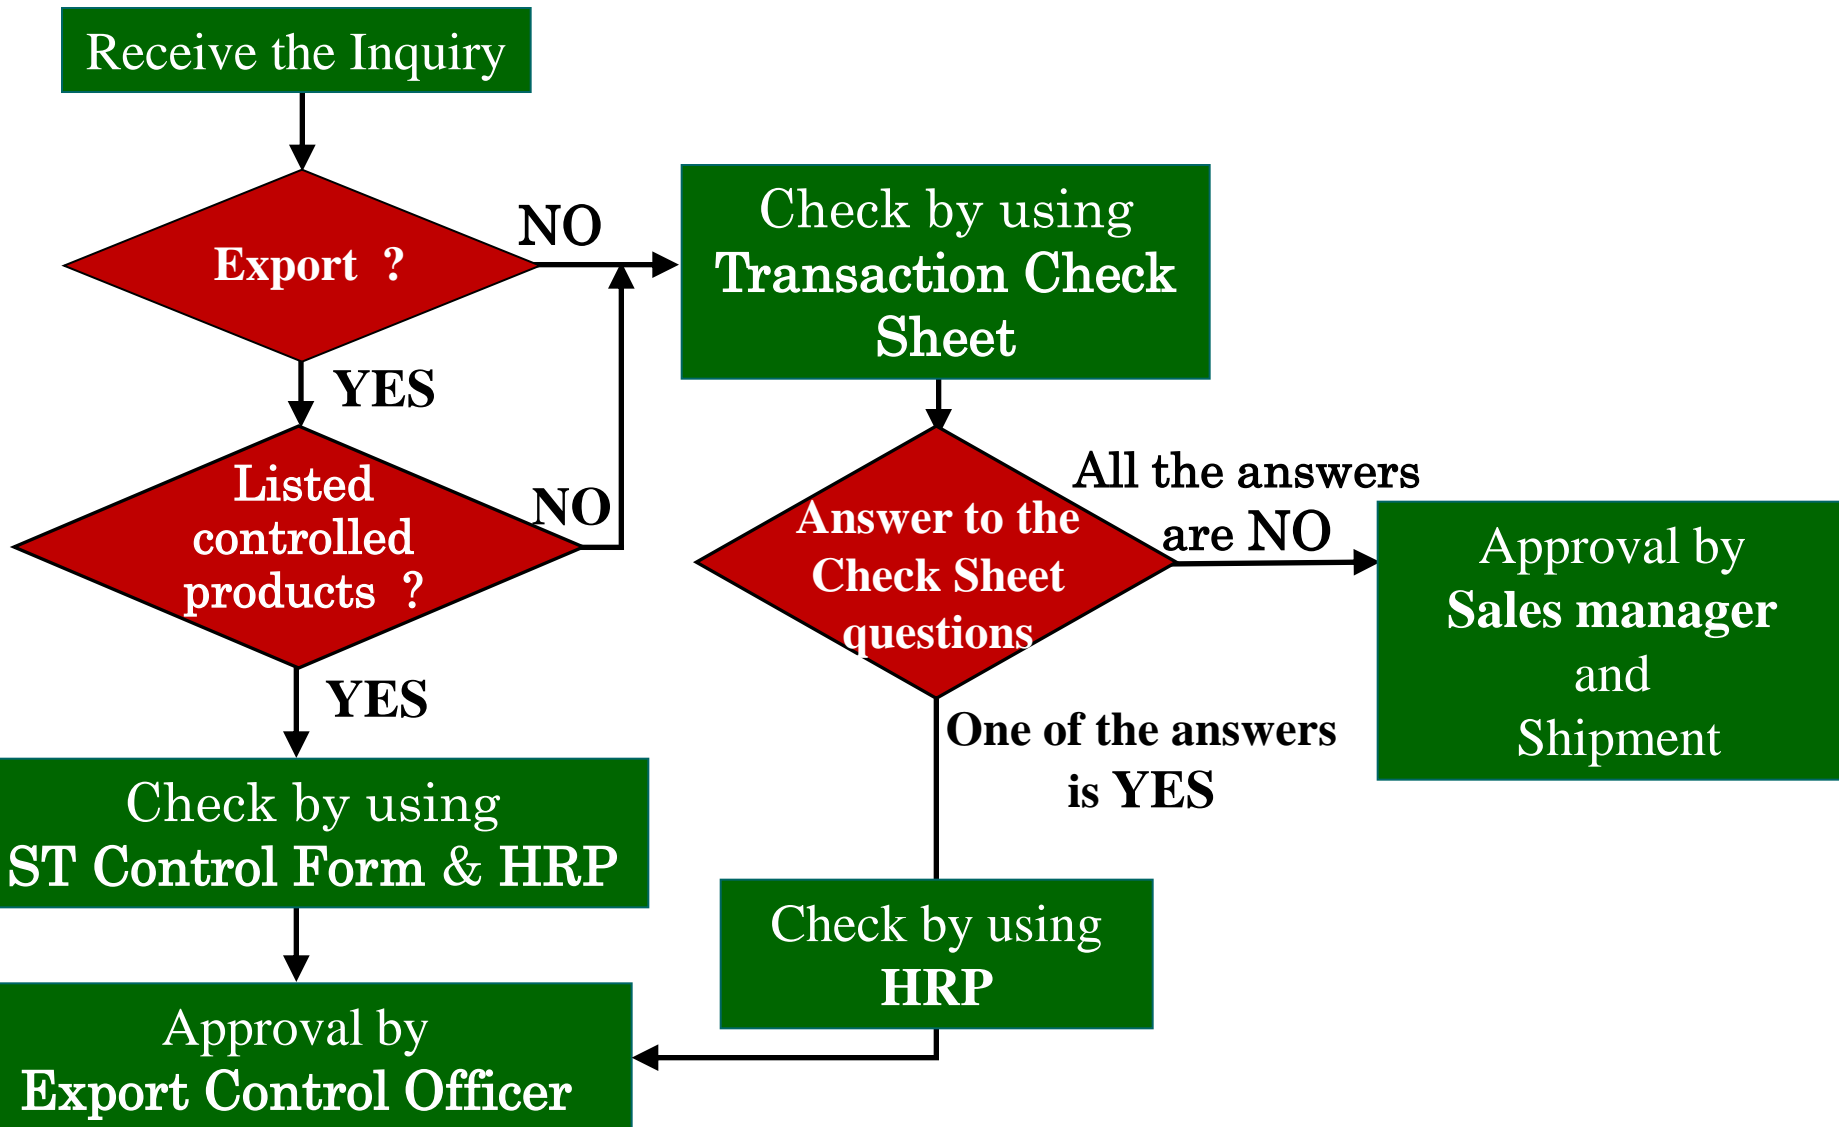 Receive the Inquiry
Export ?
NO
YES
Listed
controlled
products ?
NO
YES
Check by using
ST Control Form & HRP
Approval by
Export Control Officer
Check by using
Transaction Check
Sheet
Answer to the
Check Sheet
questions
All the answers
are NO
Approval by
Sales manager
and
Shipment
One of the answers
is YES
Check by using
HRP